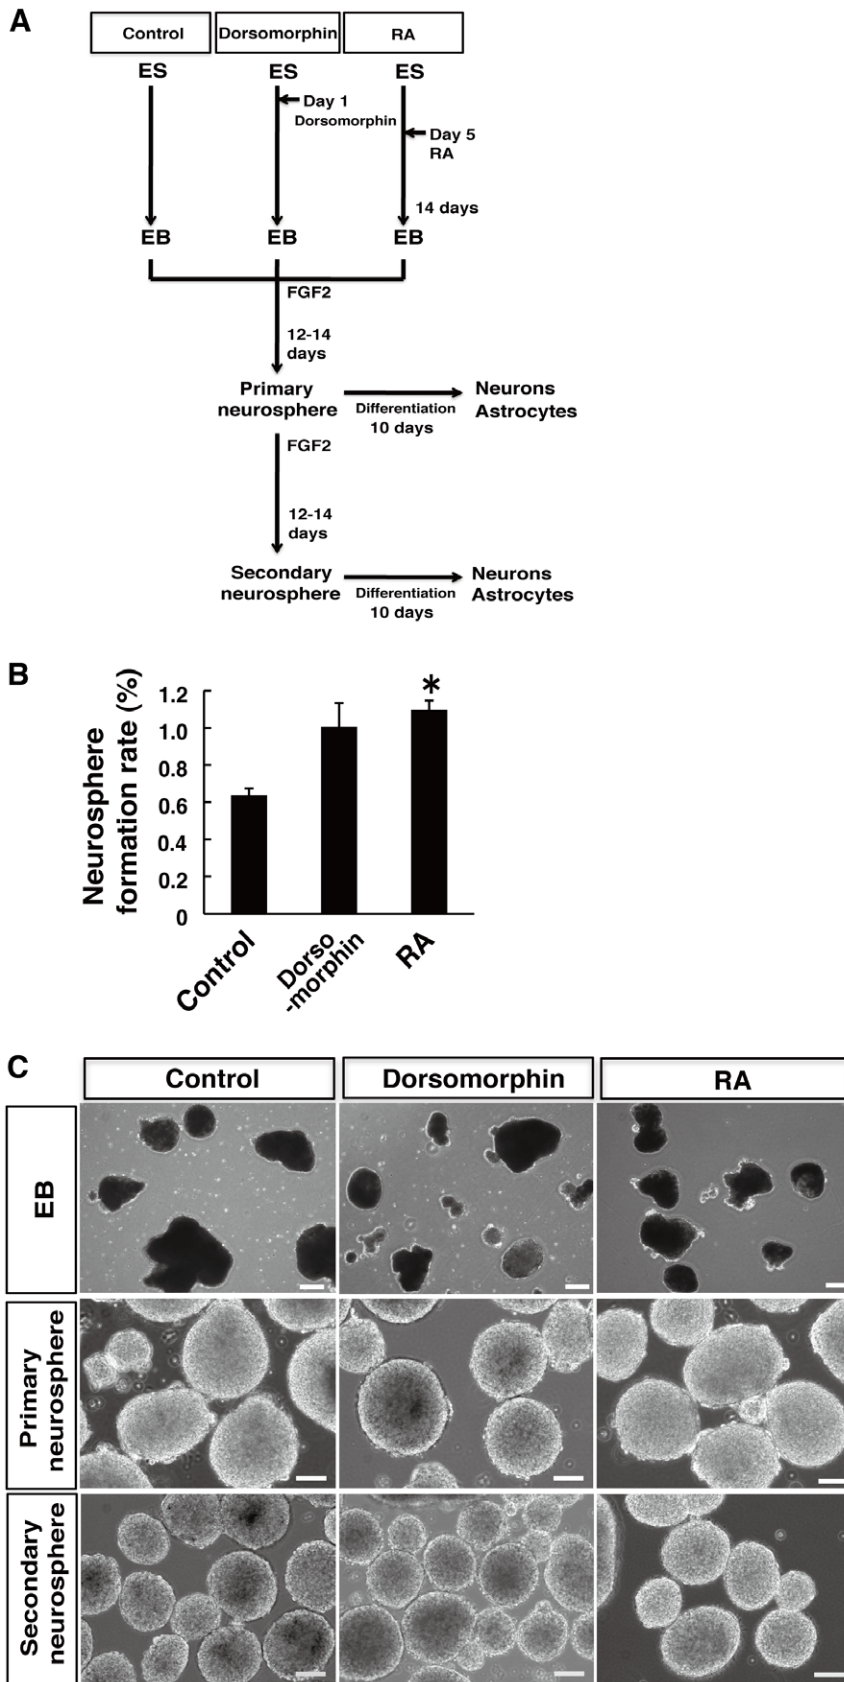 A
Control Dorsomorphin RA
ES ES ES
Day 1
Dorsomorphin
Day 5
RA
14 days
EB EB EB
FGF2
12-14
days
Primary
neurosphere
Differentiation
10 days
Neurons
Astrocytes
FGF2
12-14
days
Secondary
neurosphere
Differentiation
10 days
Neurons
Astrocytes
B
Neurosphere
formation rate (%)
1.2
1.0
0.8
0.6
0.4
0.2
0
*
Control
Dorso
-morphin
RA
C
Control Dorsomorphin RA
EB
Primary
neurosphere
Secondary
neurosphere